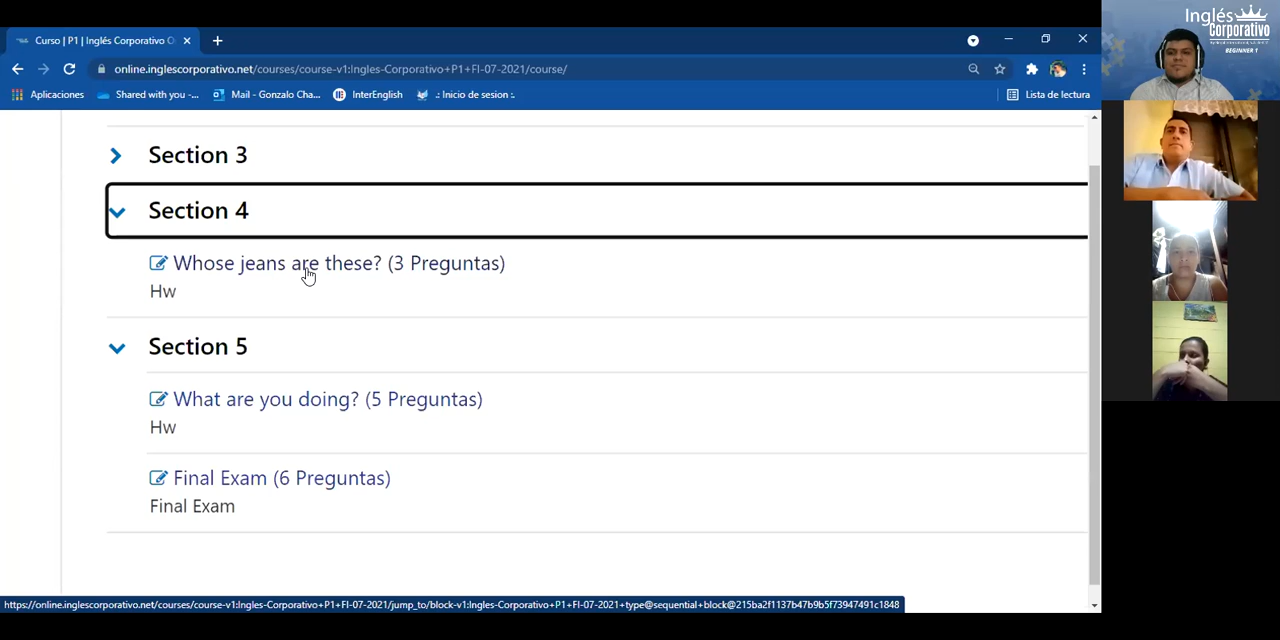 Curso | P1 | Inglés Corporativo O
online.inglescorporativo.net/courses/course-v1:Ingles-Corporativo+P1+FI-07-2021/course/
Aplicaciones
Shared with you -...
Mail - Gonzalo Cha...
InterEnglish
.: Inicio de sesion :.
Lista de lectura
Section 3
Section 4
Whose jeans are these? (3 Preguntas)
Hw
Section 5
What are you doing? (5 Preguntas)
Hw
Final Exam (6 Preguntas)
Final Exam
https://online.inglescorporativo.net/courses/course-v1:Ingles-Corporativo+P1+FI-07-2021/jump_to/block-v1:Ingles-Corporativo+P1+FI-07-2021+type@sequential+block@215ba2f1137b47b9b5f73947491c1848
Inglés
Corporativo
BEGINNER 1